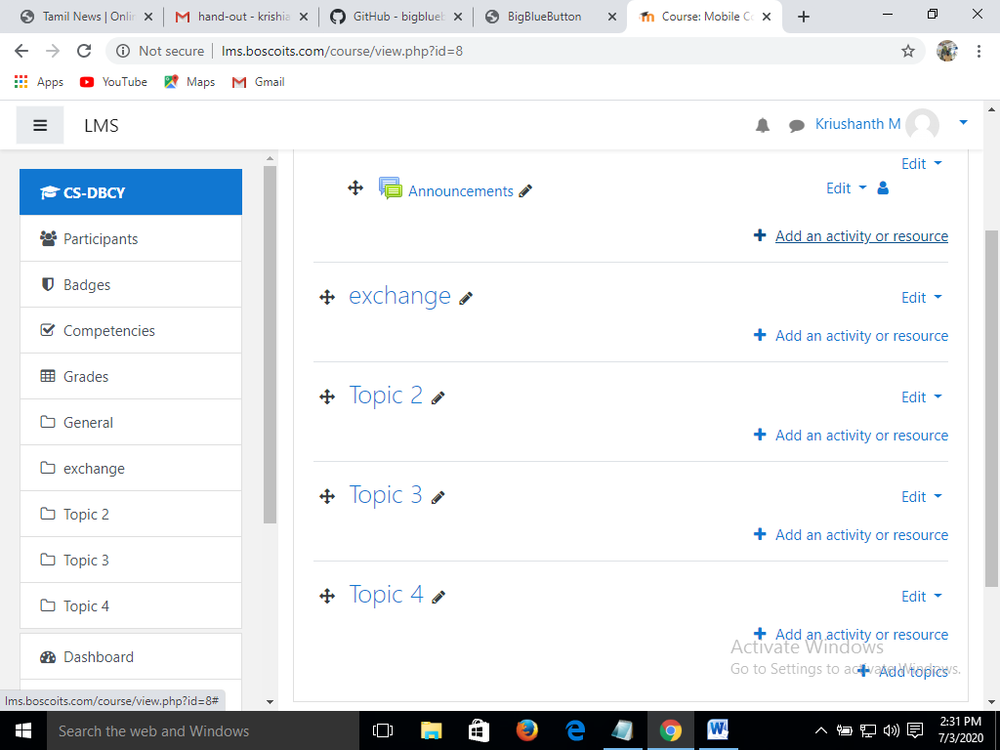 Tamil News | Onlin
hand-out - krishia
GitHub - bigblueb
BigBlueButton
Course: Mobile Co
Not secure | lms.boscoits.com/course/view.php?id=8
Apps YouTube Maps Gmail
LMS
Kriushanth M
CS-DBCY
Participants
Badges
Competencies
Grades
General
exchange
Topic 2
Topic 3
Topic 4
Dashboard
Edit
Announcements Edit
Add an activity or resource
exchange Edit
Add an activity or resource
Topic 2 Edit
Add an activity or resource
Topic 3 Edit
Add an activity or resource
Topic 4 Edit
Add an activity or resource
Add topics
Activate Windows
Go to Settings to activate Windows.
lms.boscoits.com/course/view.php?id=8#
Search the web and Windows
2:31 PM
7/3/2020